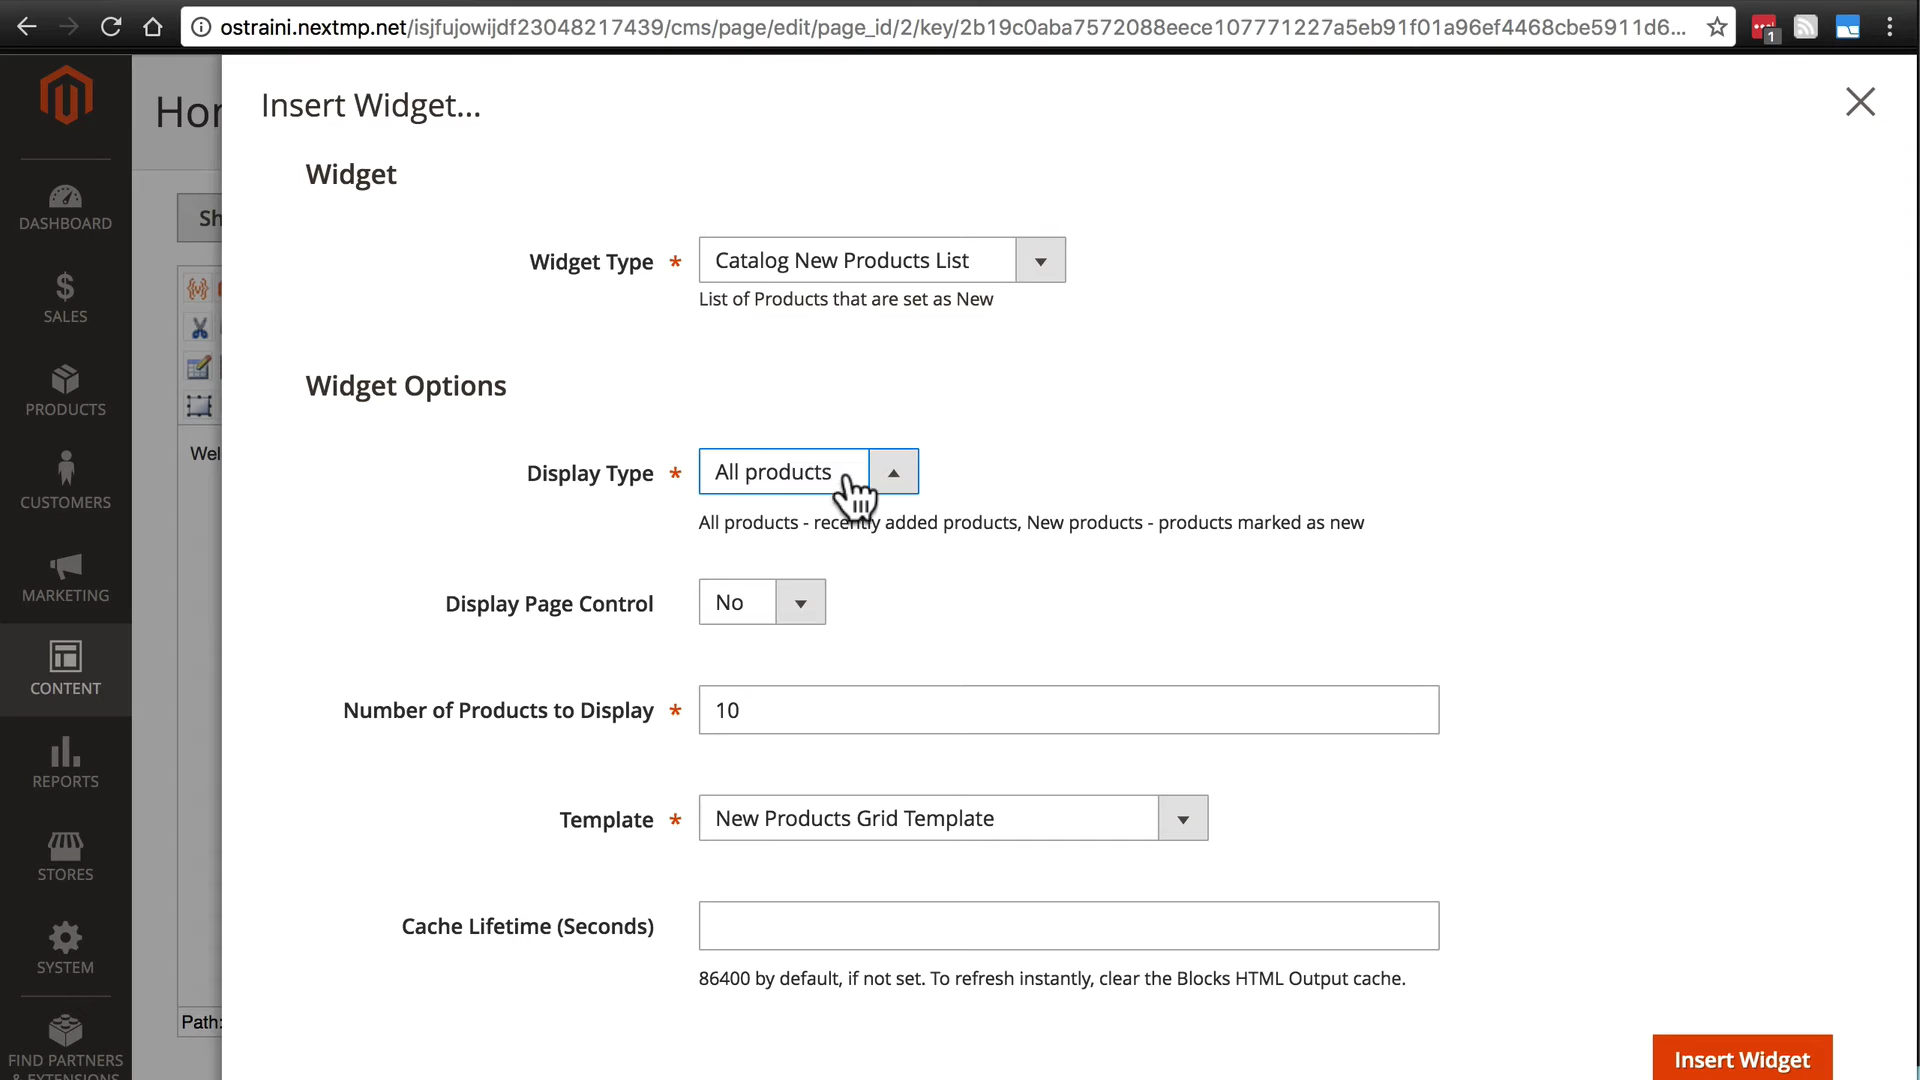 ostraini.nextmp.net/isjfujowijdf23048217439/cms/page/edit/page_id/2/key/2b19c0aba7572088eece107771227a5eb91f01a96ef4468cbe5911d6...
1
Hor
Insert Widget...
Widget
Widget Type * Catalog New Products List
List of Products that are set as New
Widget Options
Display Type * All products
All products - recently added products, New products - products marked as new
Display Page Control No
Number of Products to Display * 10
Template * New Products Grid Template
Cache Lifetime (Seconds)
86400 by default, if not set. To refresh instantly, clear the Blocks HTML Output cache.
Insert Widget
DASHBOARD
SALES
PRODUCTS
CUSTOMERS
MARKETING
CONTENT
REPORTS
STORES
SYSTEM
FIND PARTNERS
& EXTENSIONS
Sh
Wel
Path: